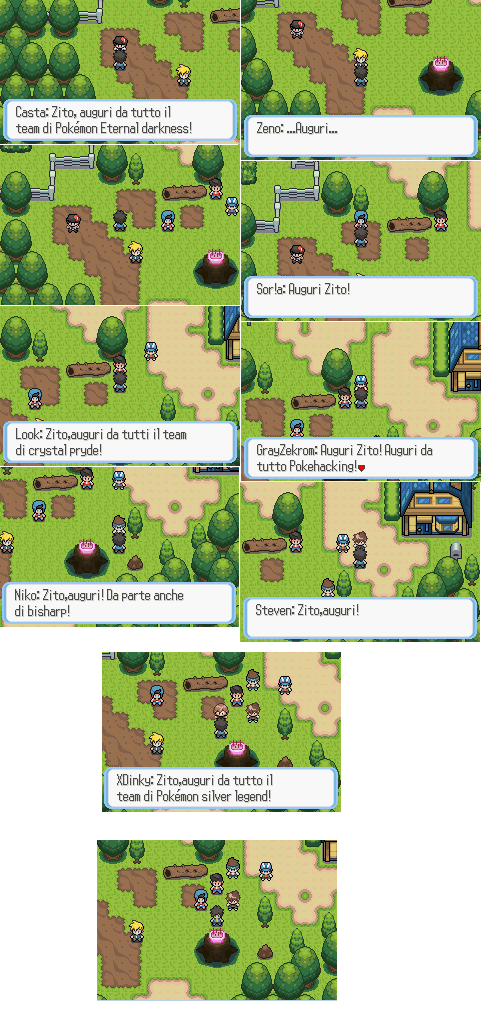 Casta: Zito, auguri da tutto il
team di Pokémon Eternal darkness!
Zeno: ...Auguri...
Sor!a: Auguri Zito!
Look: Zito,auguri da tutti il team
di crystal pryde!
GrayZekrom: Auguri Zito! Auguri da
tutto Pokehacking!♥
Niko: Zito,auguri! Da parte anche
di bisharp!
Steven: Zito,auguri!
XDinky: Zito,auguri da tutto il
team di Pokémon silver legend!